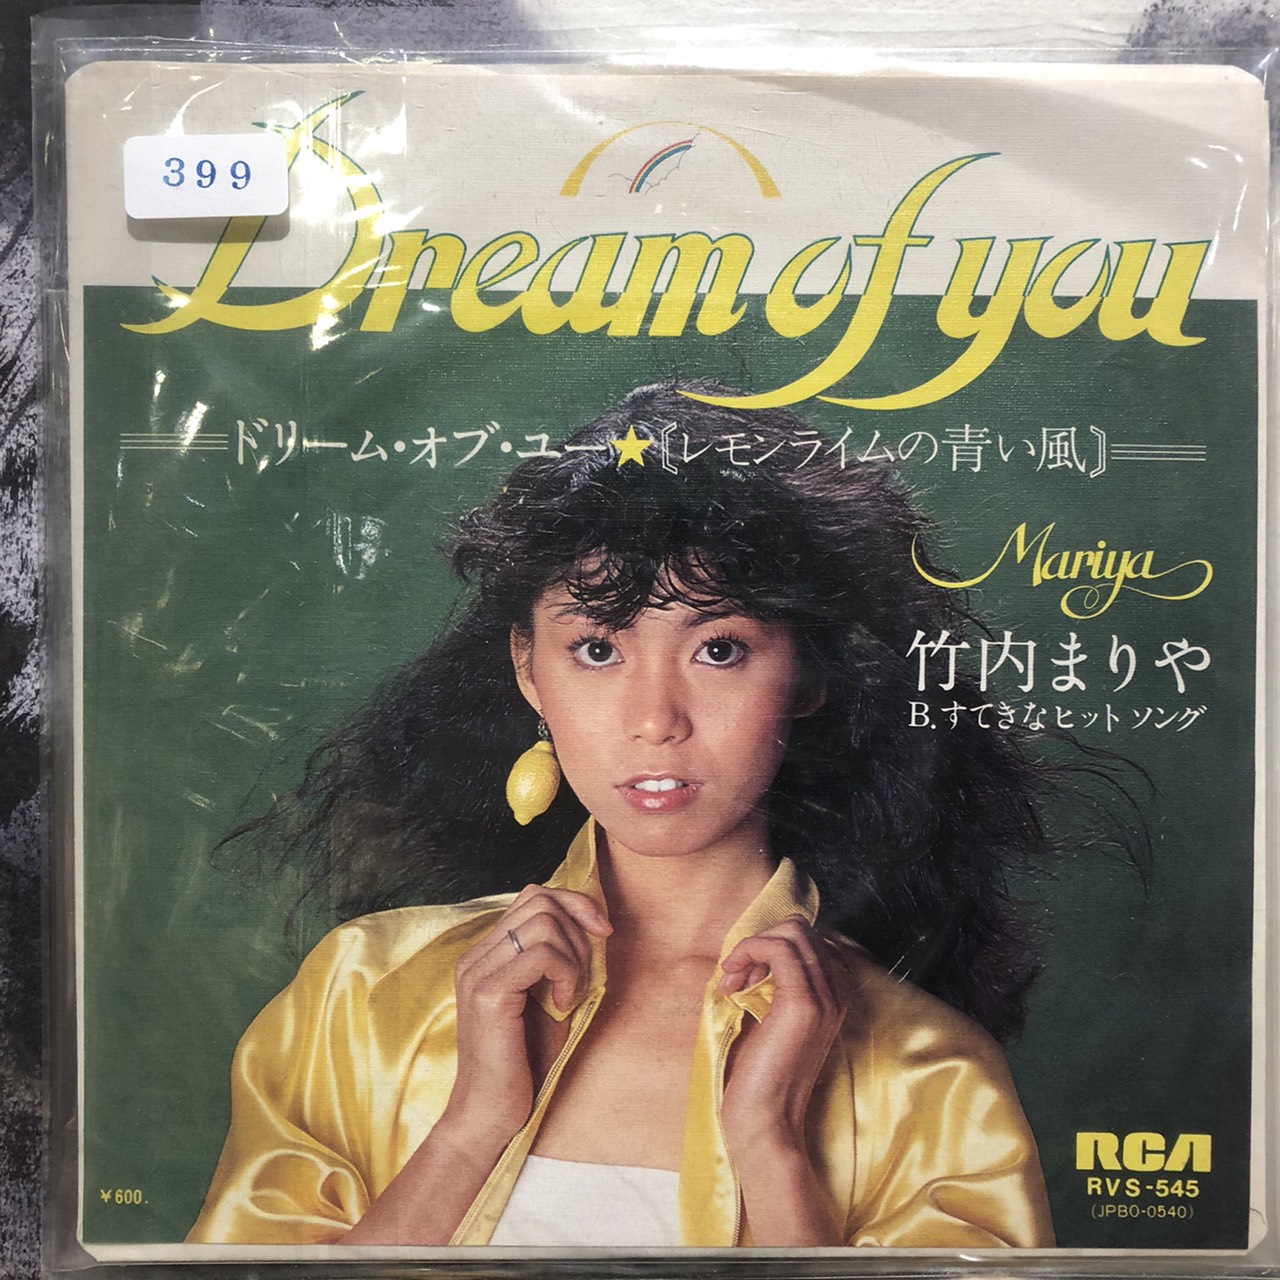 399
Dream of you
ドリーム・オブ・ユー★〔レモンライムの青い風〕
Mariya
竹内まりや
B.すてきなヒットソング
RCA
RVS-545
(JPBO-0540)
¥600.